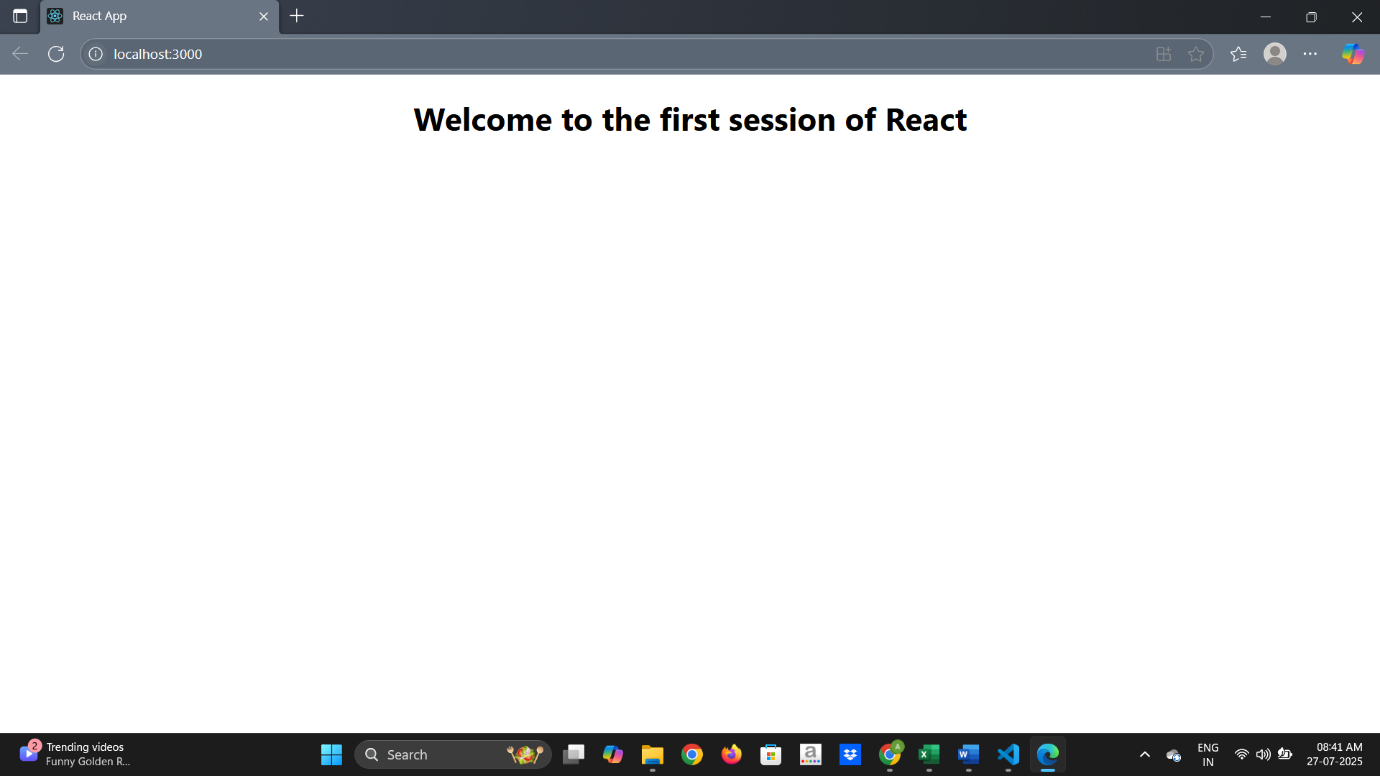 React App
localhost:3000
Welcome to the first session of React
2
Trending videos
Funny Golden R...
Search
a
A
ENG
IN
08:41 AM
27-07-2025